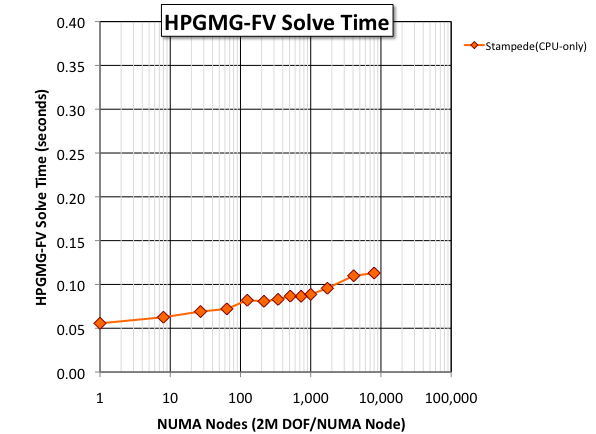 HPGMG-FV Solve Time
Stampede(CPU-only)
HPGMG-FV Solve Time (seconds)
0.40
0.35
0.30
0.25
0.20
0.15
0.10
0.05
0.00
1 10 100 1,000 10,000 100,000
NUMA Nodes (2M DOF/NUMA Node)